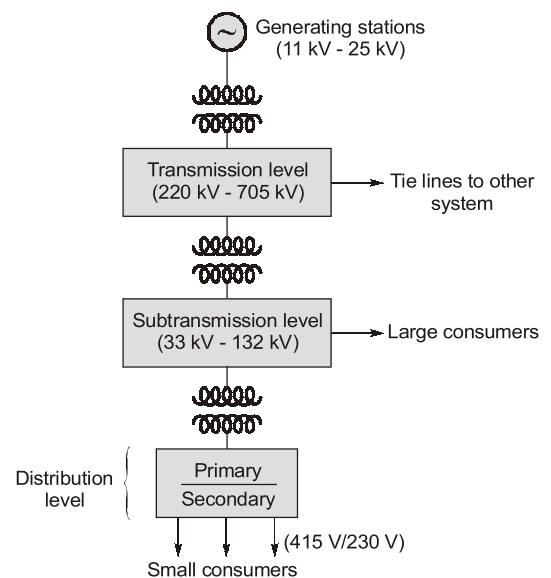 Generating stations
(11 kV - 25 kV)
Transmission level
(220 kV - 705 kV)
Tie lines to other
system
Subtransmission level
(33 kV - 132 kV)
Large consumers
Distribution
level
Primary
Secondary
(415 V/230 V)
Small consumers